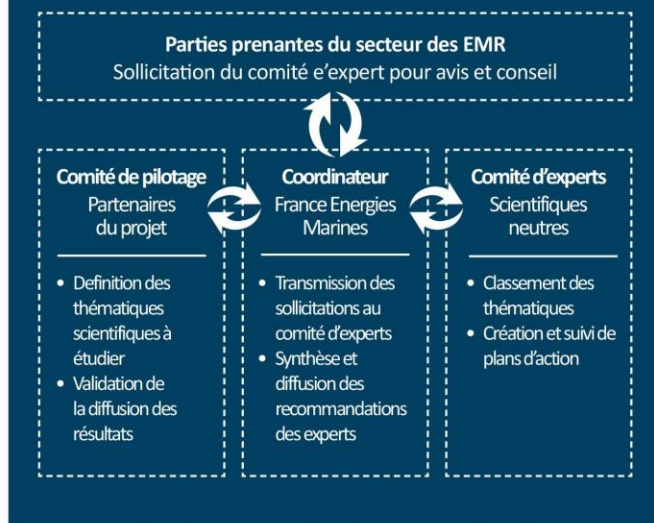 Parties prenantes du secteur des EMR
Sollicitation du comité e'expert pour avis et conseil
Comité de pilotage
Partenaires
du projet
• Definition des
thématiques
scientifiques à
étudier
• Validation de
la diffusion des
résultats
Coordinateur
France Energies
Marines
• Transmission des
sollicitations au
comité d'experts
• Synthèse et
diffusion des
recommandations
des experts
Comité d'experts
Scientifiques
neutres
• Classement des
thématiques
• Création et suivi de
plans d'action